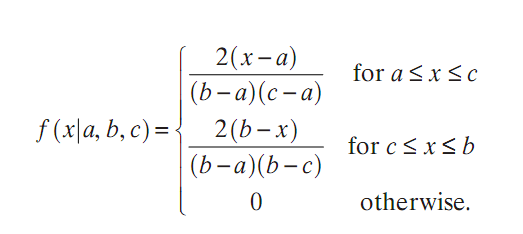 f(x|a, b, c) = { 2(x−a) / (b−a)(c−a) for a ≤ x ≤ c
2(b−x) / (b−a)(b−c) for c ≤ x ≤ b
0 otherwise.